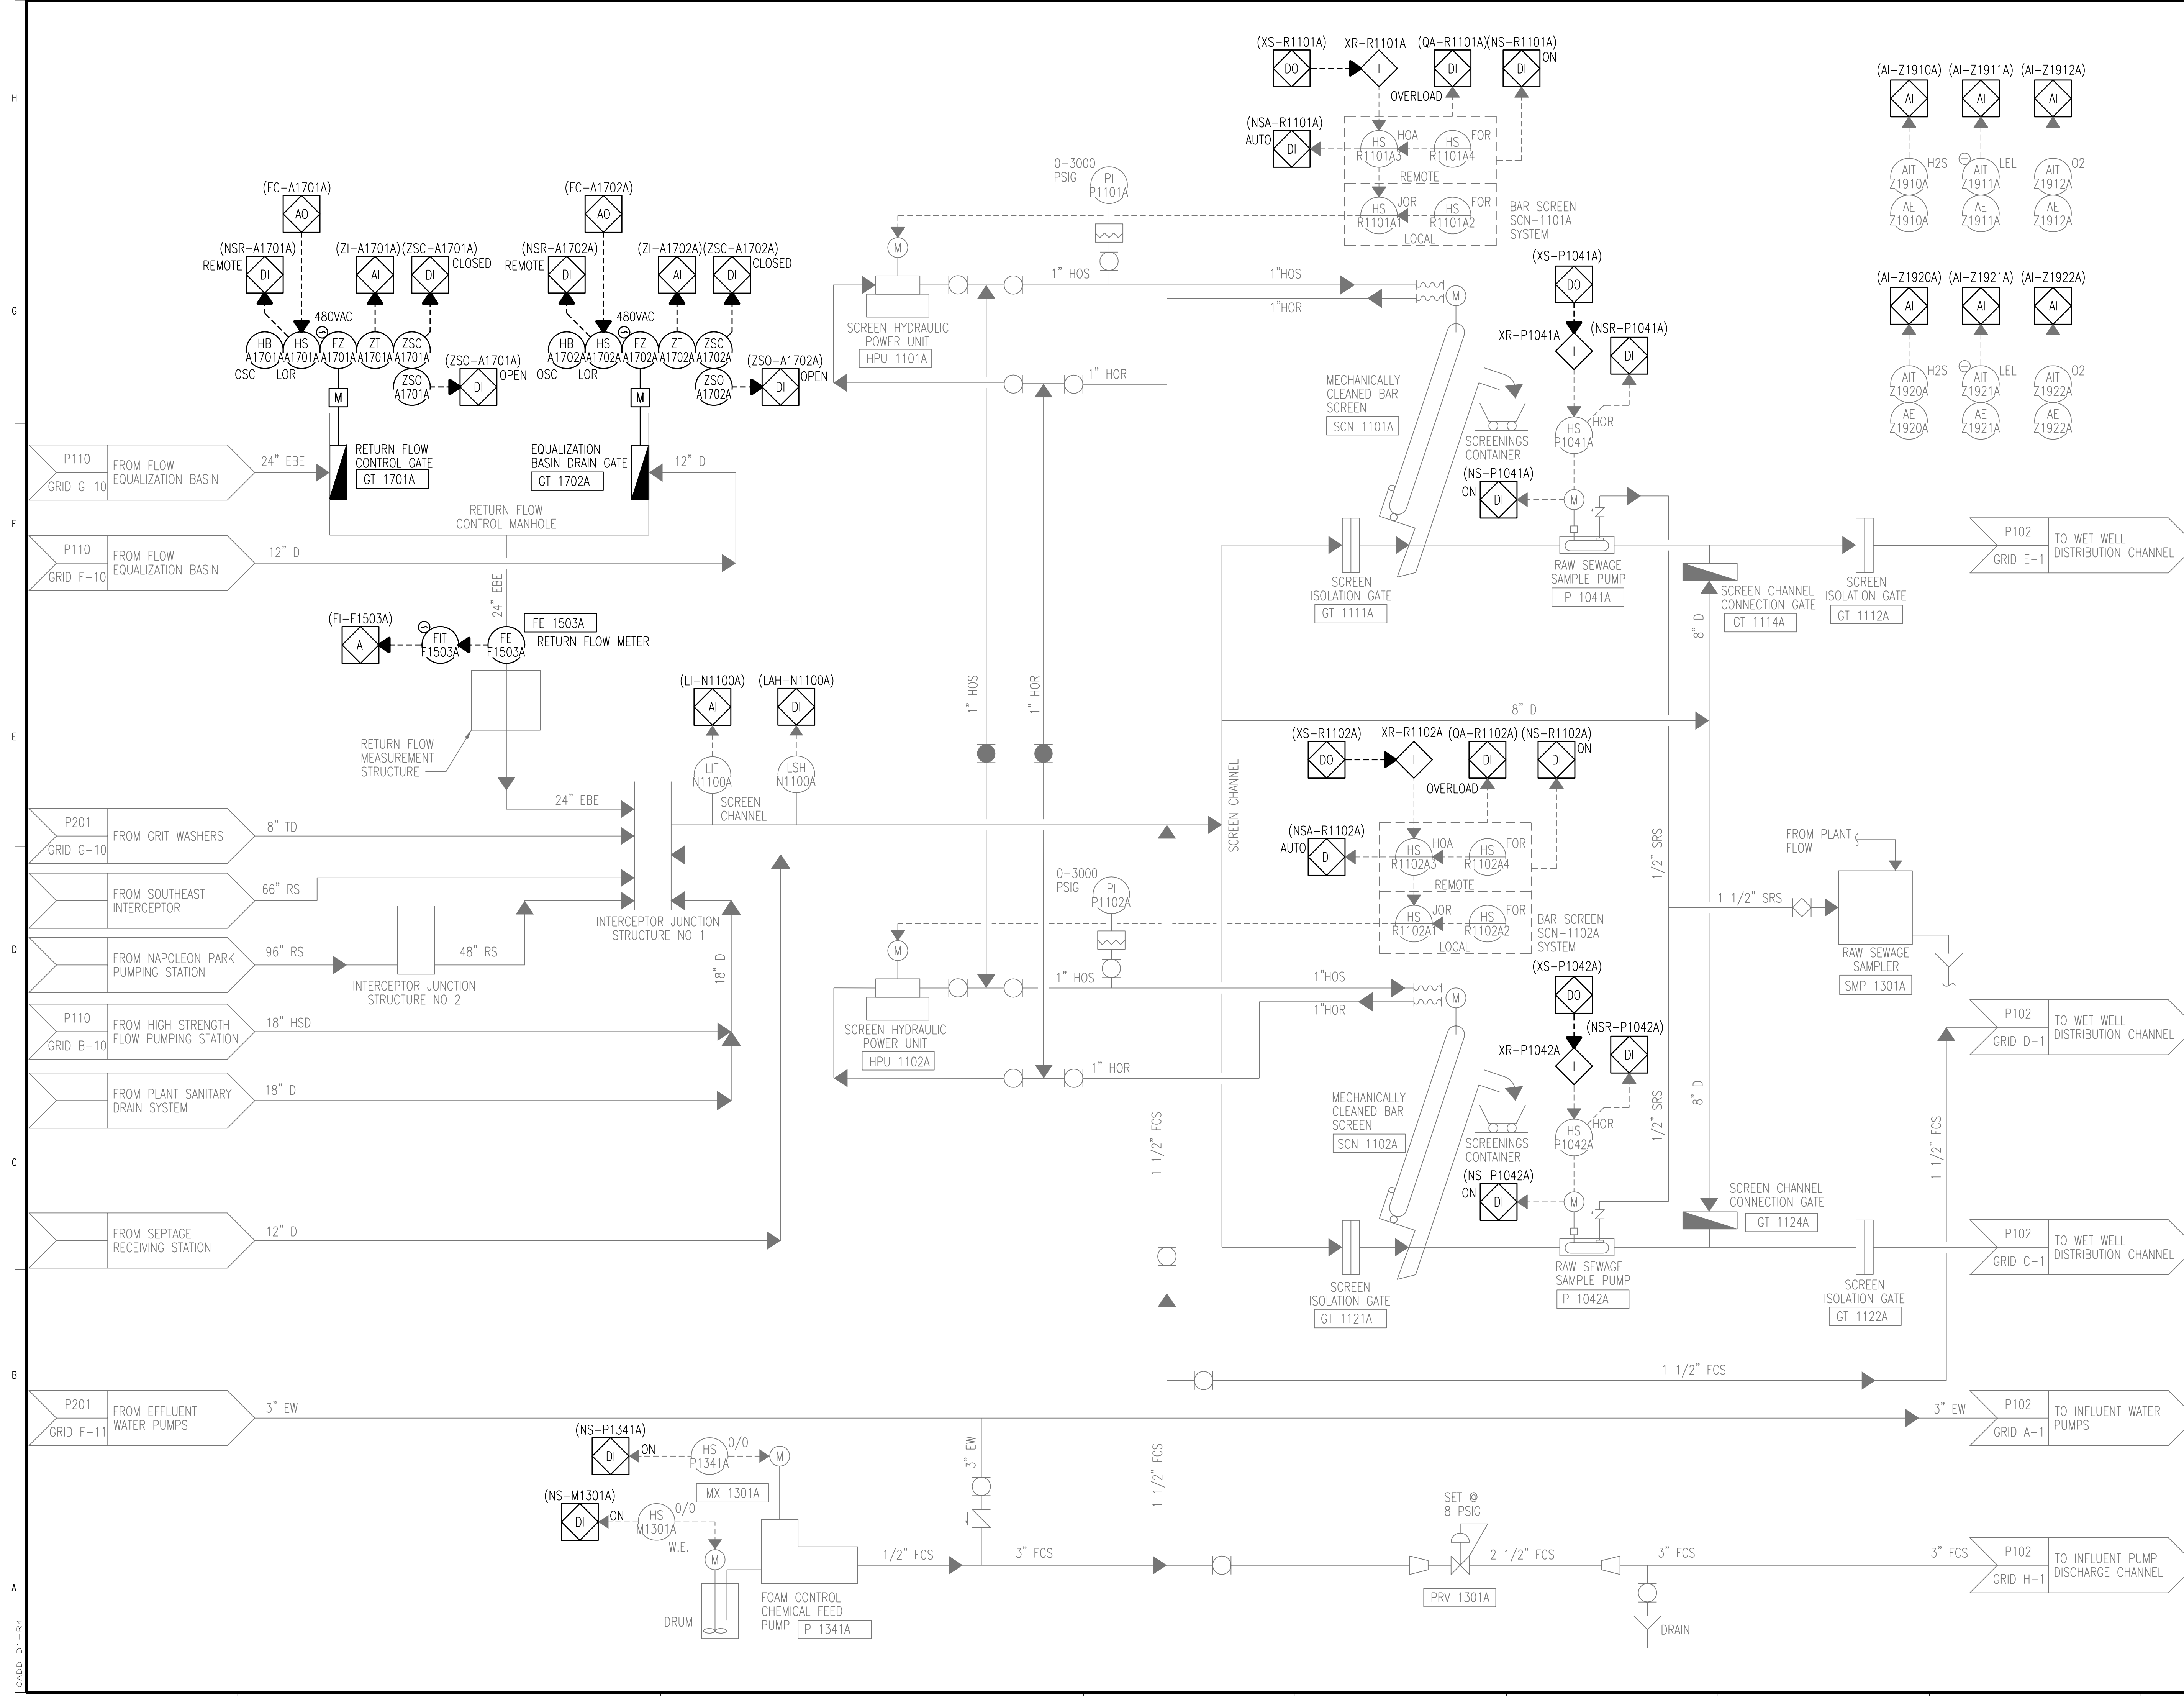 H
G
F
E
D
C
B
A
CADD D1-R4
(FC-A1701A)
AO
(NSR-A1701A)
REMOTE
DI
(ZI-A1701A)
AI
(ZSC-A1701A)
CLOSED
DI
480VAC
HB
A1701A
OSC
HS
A1701A
LOR
FZ
A1701A
ZT
A1701A
ZSC
A1701A
ZSO
A1701A
(ZSO-A1701A)
OPEN
DI
M
(FC-A1702A)
AO
(NSR-A1702A)
REMOTE
DI
(ZI-A1702A)
AI
(ZSC-A1702A)
CLOSED
DI
480VAC
HB
A1702A
OSC
HS
A1702A
LOR
FZ
A1702A
ZT
A1702A
ZSC
A1702A
ZSO
A1702A
(ZSO-A1702A)
OPEN
DI
M
P110
GRID G-10
FROM FLOW
EQUALIZATION BASIN
24" EBE
RETURN FLOW
CONTROL GATE
GT 1701A
EQUALIZATION
BASIN DRAIN GATE
GT 1702A
12" D
RETURN FLOW
CONTROL MANHOLE
P110
GRID F-10
FROM FLOW
EQUALIZATION BASIN
12" D
24" EBE
(FI-F1503A)
AI
FIT
F1503A
FE
F1503A
FE 1503A
RETURN FLOW METER
RETURN FLOW
MEASUREMENT
STRUCTURE
24" EBE
(LI-N1100A)
AI
LIT
N1100A
(LAH-N1100A)
DI
LSH
N1100A
SCREEN
CHANNEL
P201
GRID G-10
FROM GRIT WASHERS
8" TD
FROM SOUTHEAST
INTERCEPTOR
66" RS
FROM NAPOLEON PARK
PUMPING STATION
96" RS
48" RS
INTERCEPTOR JUNCTION
STRUCTURE NO 2
INTERCEPTOR JUNCTION
STRUCTURE NO 1
18" D
P110
GRID B-10
FROM HIGH STRENGTH
FLOW PUMPING STATION
18" HSD
FROM PLANT SANITARY
DRAIN SYSTEM
18" D
FROM SEPTAGE
RECEIVING STATION
12" D
P201
GRID F-11
FROM EFFLUENT
WATER PUMPS
3" EW
(NS-P1341A)
DI
ON
HS
P1341A
O/O
M
MX 1301A
(NS-M1301A)
DI
ON
HS
M1301A
O/O
W.E.
M
DRUM
FOAM CONTROL
CHEMICAL FEED
PUMP
P 1341A
1/2" FCS
3" EW
3" FCS
1 1/2" FCS
1 1/2" FCS
(XS-R1101A)
DO
XR-R1101A
I
(QA-R1101A)
DI
OVERLOAD
(NS-R1101A)
ON
DI
(NSA-R1101A)
AUTO
DI
HS
R1101A3
HOA
HS
R1101A4
FOR
REMOTE
HS
R1101A1
JOR
HS
R1101A2
FOR
LOCAL
BAR SCREEN
SCN-1101A
SYSTEM
0-3000
PSIG
PI
P1101A
M
SCREEN HYDRAULIC
POWER UNIT
HPU 1101A
1" HOS
1"HOS
1"HOR
1" HOR
M
MECHANICALLY
CLEANED BAR
SCREEN
SCN 1101A
SCREENINGS
CONTAINER
(XS-P1041A)
DO
XR-P1041A
I
(NSR-P1041A)
DI
HS
P1041A
HOR
(NS-P1041A)
ON
DI
M
RAW SEWAGE
SAMPLE PUMP
P 1041A
SCREEN
ISOLATION GATE
GT 1111A
SCREEN CHANNEL
CONNECTION GATE
GT 1114A
SCREEN
ISOLATION GATE
GT 1112A
P102
GRID E-1
TO WET WELL
DISTRIBUTION CHANNEL
(AI-Z1910A)
AI
AIT
Z1910A
H2S
AE
Z1910A
(AI-Z1911A)
AI
AIT
Z1911A
LEL
AE
Z1911A
(AI-Z1912A)
AI
AIT
Z1912A
O2
AE
Z1912A
(AI-Z1920A)
AI
AIT
Z1920A
H2S
AE
Z1920A
(AI-Z1921A)
AI
AIT
Z1921A
LEL
AE
Z1921A
(AI-Z1922A)
AI
AIT
Z1922A
O2
AE
Z1922A
8" D
1" HOS
1" HOR
8" D
SCREEN CHANNEL
(XS-R1102A)
DO
XR-R1102A
I
(QA-R1102A)
DI
OVERLOAD
(NS-R1102A)
ON
DI
(NSA-R1102A)
AUTO
DI
HS
R1102A3
HOA
HS
R1102A4
FOR
REMOTE
HS
R1102A1
JOR
HS
R1102A2
FOR
LOCAL
BAR SCREEN
SCN-1102A
SYSTEM
0-3000
PSIG
PI
P1102A
M
SCREEN HYDRAULIC
POWER UNIT
HPU 1102A
1" HOS
1"HOS
1"HOR
1" HOR
M
MECHANICALLY
CLEANED BAR
SCREEN
SCN 1102A
SCREENINGS
CONTAINER
(XS-P1042A)
DO
XR-P1042A
I
(NSR-P1042A)
DI
HS
P1042A
HOR
(NS-P1042A)
ON
DI
M
RAW SEWAGE
SAMPLE PUMP
P 1042A
SCREEN
ISOLATION GATE
GT 1121A
SCREEN CHANNEL
CONNECTION GATE
GT 1124A
SCREEN
ISOLATION GATE
GT 1122A
1/2" SRS
1/2" SRS
8" D
1 1/2" SRS
FROM PLANT
FLOW
RAW SEWAGE
SAMPLER
SMP 1301A
P102
GRID D-1
TO WET WELL
DISTRIBUTION CHANNEL
1 1/2" FCS
P102
GRID C-1
TO WET WELL
DISTRIBUTION CHANNEL
1 1/2" FCS
3" EW
P102
GRID A-1
TO INFLUENT WATER
PUMPS
SET @
8 PSIG
PRV 1301A
2 1/2" FCS
3" FCS
DRAIN
3" FCS
P102
GRID H-1
TO INFLUENT PUMP
DISCHARGE CHANNEL